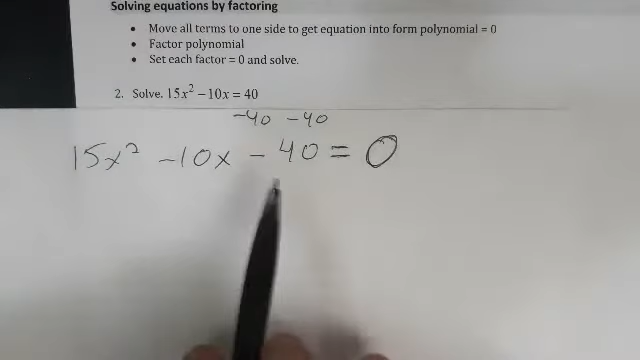 Solving equations by factoring
• Move all terms to one side to get equation into form polynomial = 0
• Factor polynomial
• Set each factor = 0 and solve.
2. Solve. 15x² −10x = 40
−40 −40
15x² −10x − 40 = 0